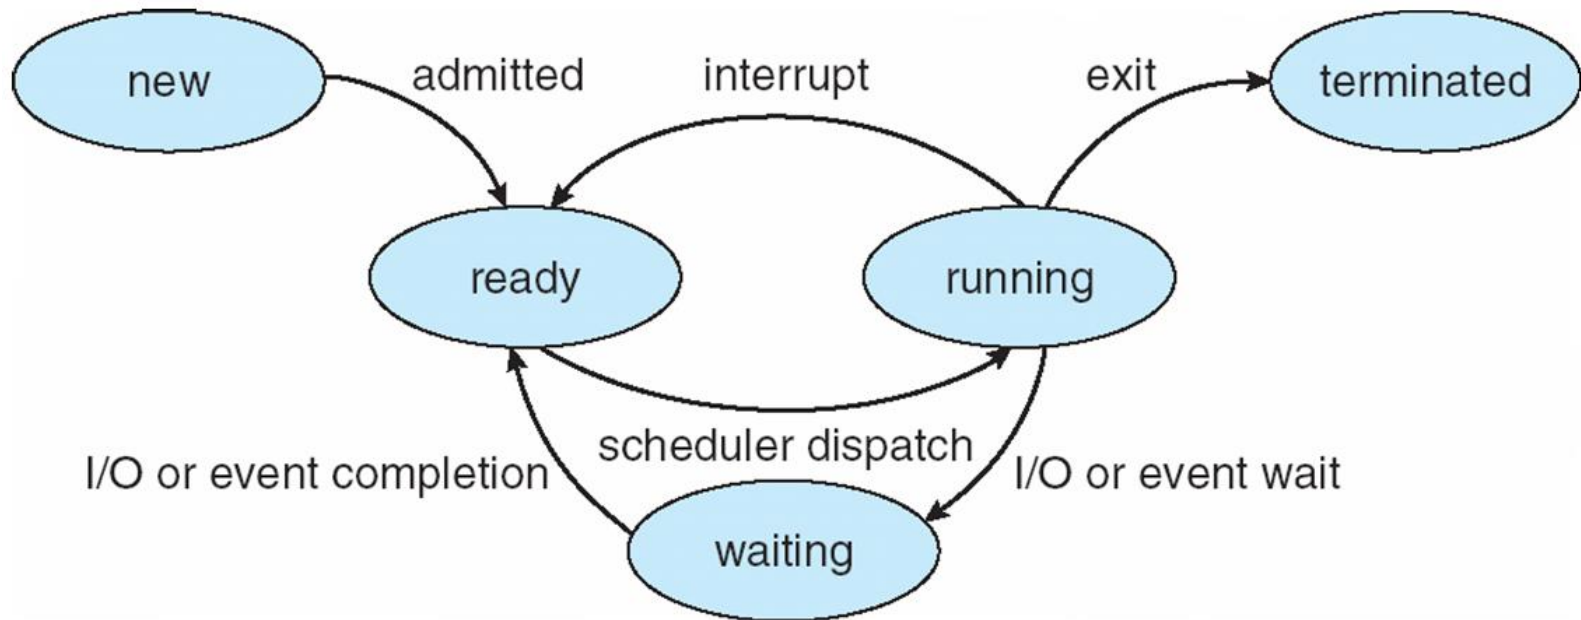 new
admitted
interrupt
exit
terminated
ready
running
scheduler dispatch
I/O or event completion
I/O or event wait
waiting